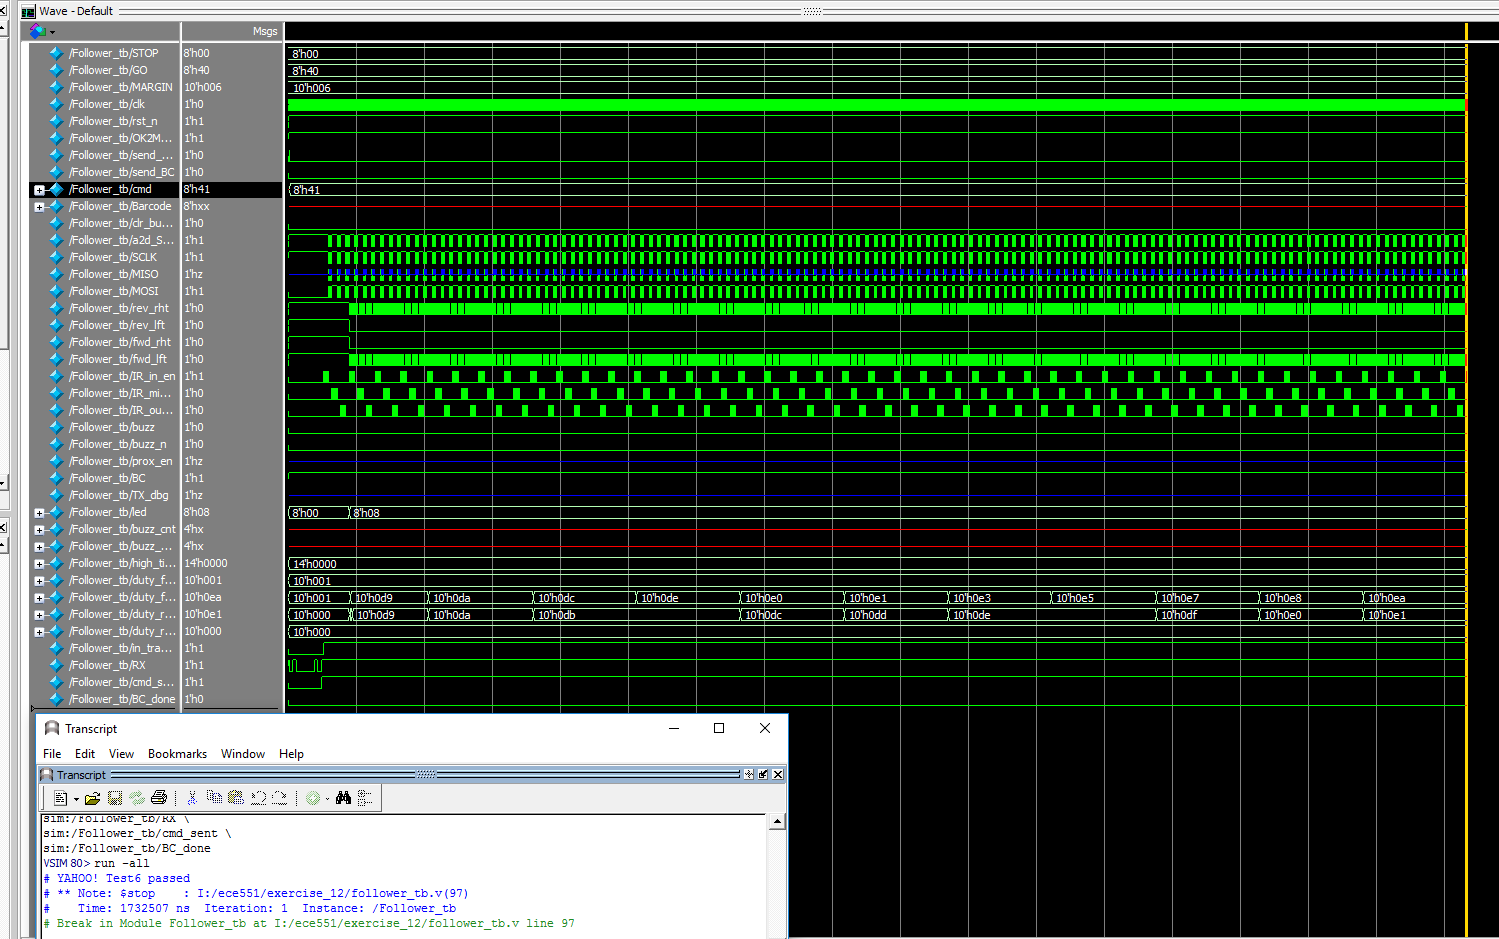 Wave - Default
Msgs
/Follower_tb/STOP 8'h00 8'h00
/Follower_tb/GO 8'h40 8'h40
/Follower_tb/MARGIN 10'h006 10'h006
/Follower_tb/clk 1'h0
/Follower_tb/rst_n 1'h1
/Follower_tb/OK2M... 1'h1
/Follower_tb/send_... 1'h0
/Follower_tb/send_BC 1'h0
/Follower_tb/cmd 8'h41 8'h41
/Follower_tb/Barcode 8'hxx
/Follower_tb/clr_bu... 1'h0
/Follower_tb/a2d_S... 1'h1
/Follower_tb/SCLK 1'h1
/Follower_tb/MISO 1'hz
/Follower_tb/MOSI 1'h1
/Follower_tb/rev_rht 1'h0
/Follower_tb/rev_lft 1'h0
/Follower_tb/fwd_rht 1'h0
/Follower_tb/fwd_lft 1'h0
/Follower_tb/IR_in_en 1'h1
/Follower_tb/IR_mi... 1'h0
/Follower_tb/IR_ou... 1'h0
/Follower_tb/buzz 1'h0
/Follower_tb/buzz_n 1'h0
/Follower_tb/prox_en 1'hz
/Follower_tb/BC 1'h1
/Follower_tb/TX_dbg 1'hz
/Follower_tb/led 8'h08 8'h00 8'h08
/Follower_tb/buzz_cnt 4'hx
/Follower_tb/buzz_... 4'hx
/Follower_tb/high_ti... 14'h0000 14'h0000
/Follower_tb/duty_f... 10'h001 10'h001
/Follower_tb/duty_f... 10'h0ea 10'h001 10'h0d9 10'h0da 10'h0dc 10'h0de 10'h0e0 10'h0e1 10'h0e3 10'h0e5 10'h0e7 10'h0e8 10'h0ea
/Follower_tb/duty_r... 10'h0e1 10'h000 10'h0d9 10'h0da 10'h0db 10'h0dc 10'h0dd 10'h0de 10'h0df 10'h0e0 10'h0e1
/Follower_tb/duty_r... 10'h000 10'h000
/Follower_tb/in_tra... 1'h1
/Follower_tb/RX 1'h1
/Follower_tb/cmd_s... 1'h1
/Follower_tb/BC_done 1'h0
Transcript
File Edit View Bookmarks Window Help
Transcript
sim:/Follower_tb/RX \
sim:/Follower_tb/cmd_sent \
sim:/Follower_tb/BC_done
VSIM 80> run -all
# YAHOO! Test6 passed
# ** Note: $stop    : I:/ece551/exercise_12/follower_tb.v(97)
#    Time: 1732507 ns  Iteration: 1  Instance: /Follower_tb
# Break in Module Follower_tb at I:/ece551/exercise_12/follower_tb.v line 97